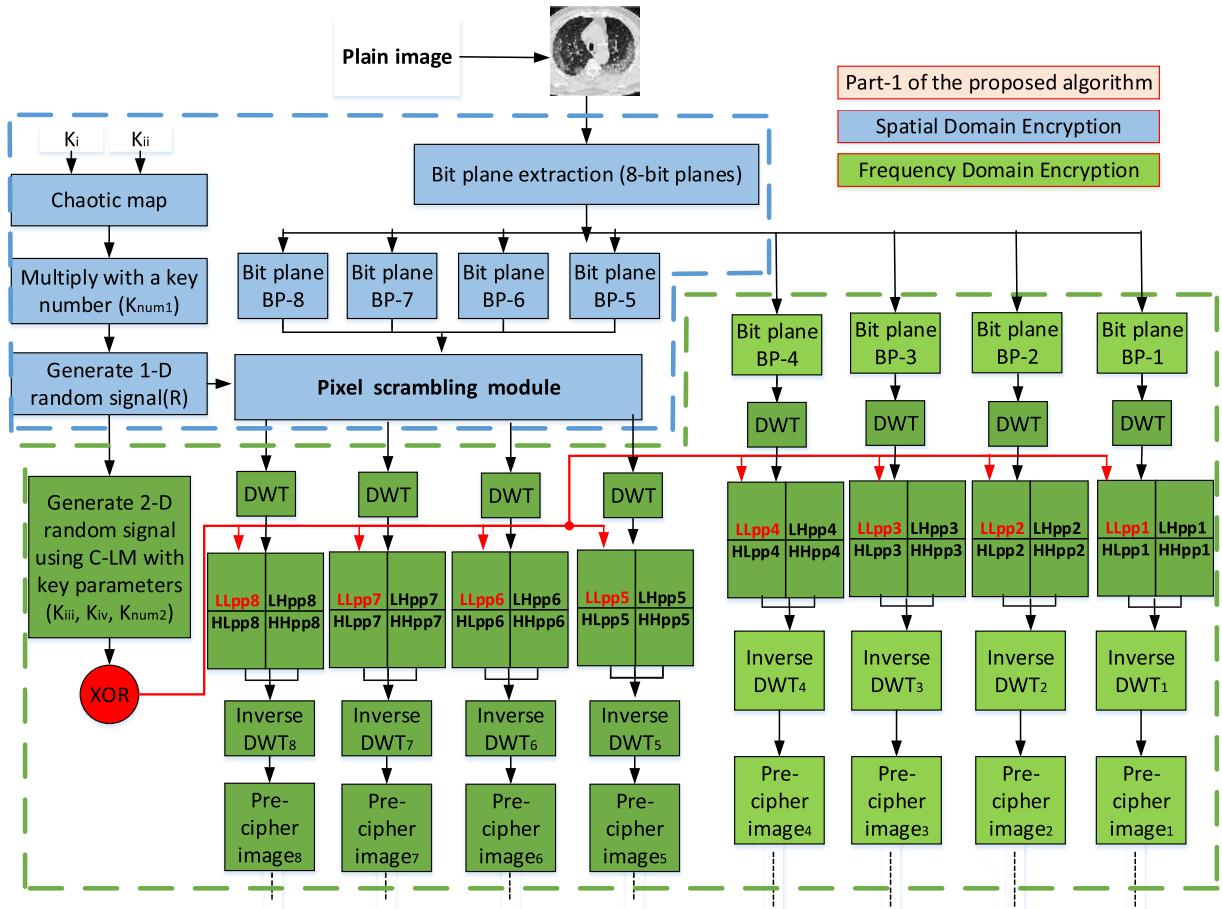 Plain image
Part-1 of the proposed algorithm
Spatial Domain Encryption
Frequency Domain Encryption
Ki
Kii
Chaotic map
Multiply with a key
number (Knum1)
Generate 1-D
random signal(R)
Bit plane extraction (8-bit planes)
Bit plane
BP-8
Bit plane
BP-7
Bit plane
BP-6
Bit plane
BP-5
Pixel scrambling module
Bit plane
BP-4
Bit plane
BP-3
Bit plane
BP-2
Bit plane
BP-1
DWT
DWT
DWT
DWT
Generate 2-D
random signal
using C-LM with
key parameters
(Kiii, Kiv, Knum2)
XOR
DWT
DWT
DWT
DWT
LLpp4 LHpp4
HLpp4 HHpp4
LLpp3 LHpp3
HLpp3 HHpp3
LLpp2 LHpp2
HLpp2 HHpp2
LLpp1 LHpp1
HLpp1 HHpp1
LLpp8 LHpp8
HLpp8 HHpp8
LLpp7 LHpp7
HLpp7 HHpp7
LLpp6 LHpp6
HLpp6 HHpp6
LLpp5 LHpp5
HLpp5 HHpp5
Inverse
DWT4
Inverse
DWT3
Inverse
DWT2
Inverse
DWT1
Inverse
DWT8
Inverse
DWT7
Inverse
DWT6
Inverse
DWT5
Pre-
cipher
image4
Pre-
cipher
image3
Pre-
cipher
image2
Pre-
cipher
image1
Pre-
cipher
image8
Pre-
cipher
image7
Pre-
cipher
image6
Pre-
cipher
image5